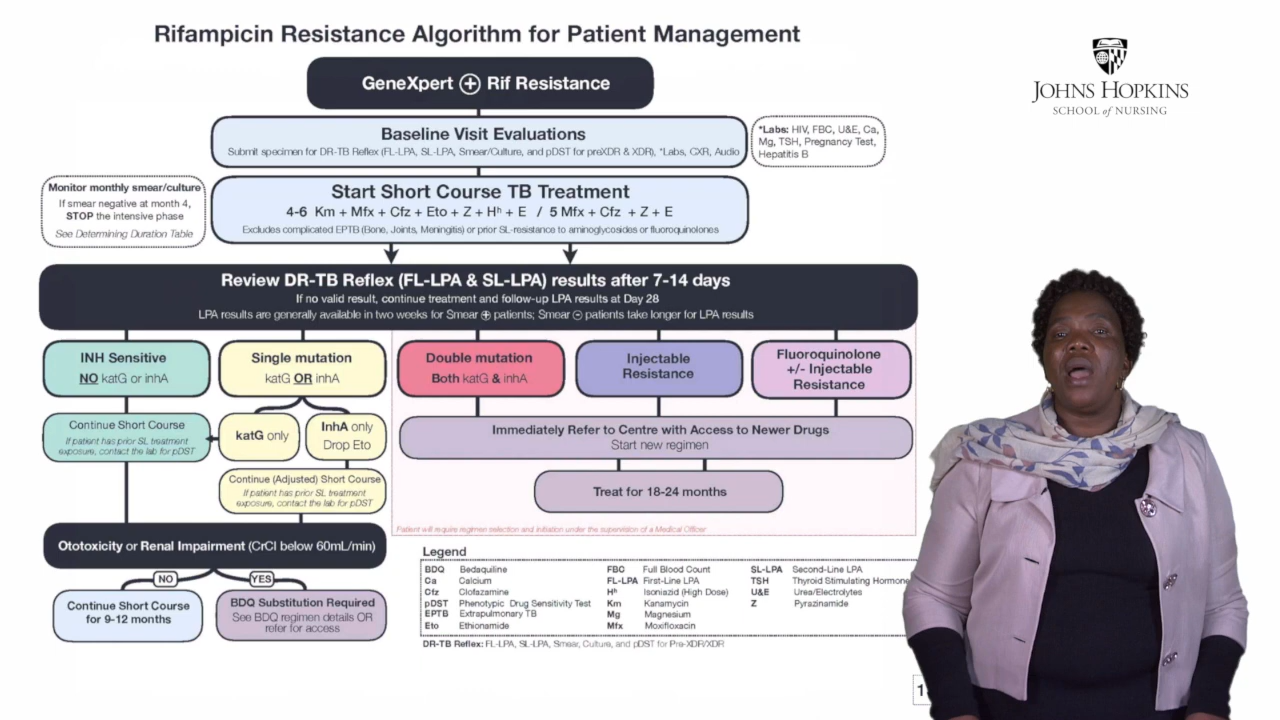 Rifampicin Resistance Algorithm for Patient Management
JOHNS HOPKINS
SCHOOL of NURSING
GeneXpert + Rif Resistance
Baseline Visit Evaluations
Submit specimen for DR-TB Reflex (FL-LPA, SL-LPA, Smear/Culture, and pDST for preXDR & XDR), *Labs, CXR, Audio
*Labs: HIV, FBC, U&E, Ca,
Mg, TSH, Pregnancy Test,
Hepatitis B
Monitor monthly smear/culture
If smear negative at month 4,
STOP the intensive phase
See Determining Duration Table
Start Short Course TB Treatment
4-6 Km + Mfx + Cfz + Eto + Z + Hʰ + E / 5 Mfx + Cfz + Z + E
Excludes complicated EPTB (Bone, Joints, Meningitis) or prior SL-resistance to aminoglycosides or fluoroquinolones
Review DR-TB Reflex (FL-LPA & SL-LPA) results after 7-14 days
If no valid result, continue treatment and follow-up LPA results at Day 28
LPA results are generally available in two weeks for Smear ⊕ patients; Smear ⊖ patients take longer for LPA results
INH Sensitive
NO katG or inhA
Single mutation
katG OR inhA
Double mutation
Both katG & inhA
Injectable
Resistance
Fluoroquinolone
+/- Injectable
Resistance
Continue Short Course
If patient has prior SL treatment
exposure, contact the lab for pDST
katG only
InhA only
Drop Eto
Immediately Refer to Centre with Access to Newer Drugs
Start new regimen
Continue (Adjusted) Short Course
If patient has prior SL treatment
exposure, contact the lab for pDST
Treat for 18-24 months
Patient will require regimen selection and initiation under the supervision of a Medical Officer
Ototoxicity or Renal Impairment (CrCl below 60mL/min)
NO
YES
Continue Short Course
for 9-12 months
BDQ Substitution Required
See BDQ regimen details OR
refer for access
Legend
BDQ Bedaquiline FBC Full Blood Count SL-LPA Second-Line LPA
Ca Calcium FL-LPA First-Line LPA TSH Thyroid Stimulating Hormone
Cfz Clofazamine Hʰ Isoniazid (High Dose) U&E Urea/Electrolytes
pDST Phenotypic Drug Sensitivity Test Km Kanamycin Z Pyrazinamide
EPTB Extrapulmonary TB Mg Magnesium
Eto Ethionamide Mfx Moxifloxacin
DR-TB Reflex: FL-LPA, SL-LPA, Smear, Culture, and pDST for Pre-XDR/XDR